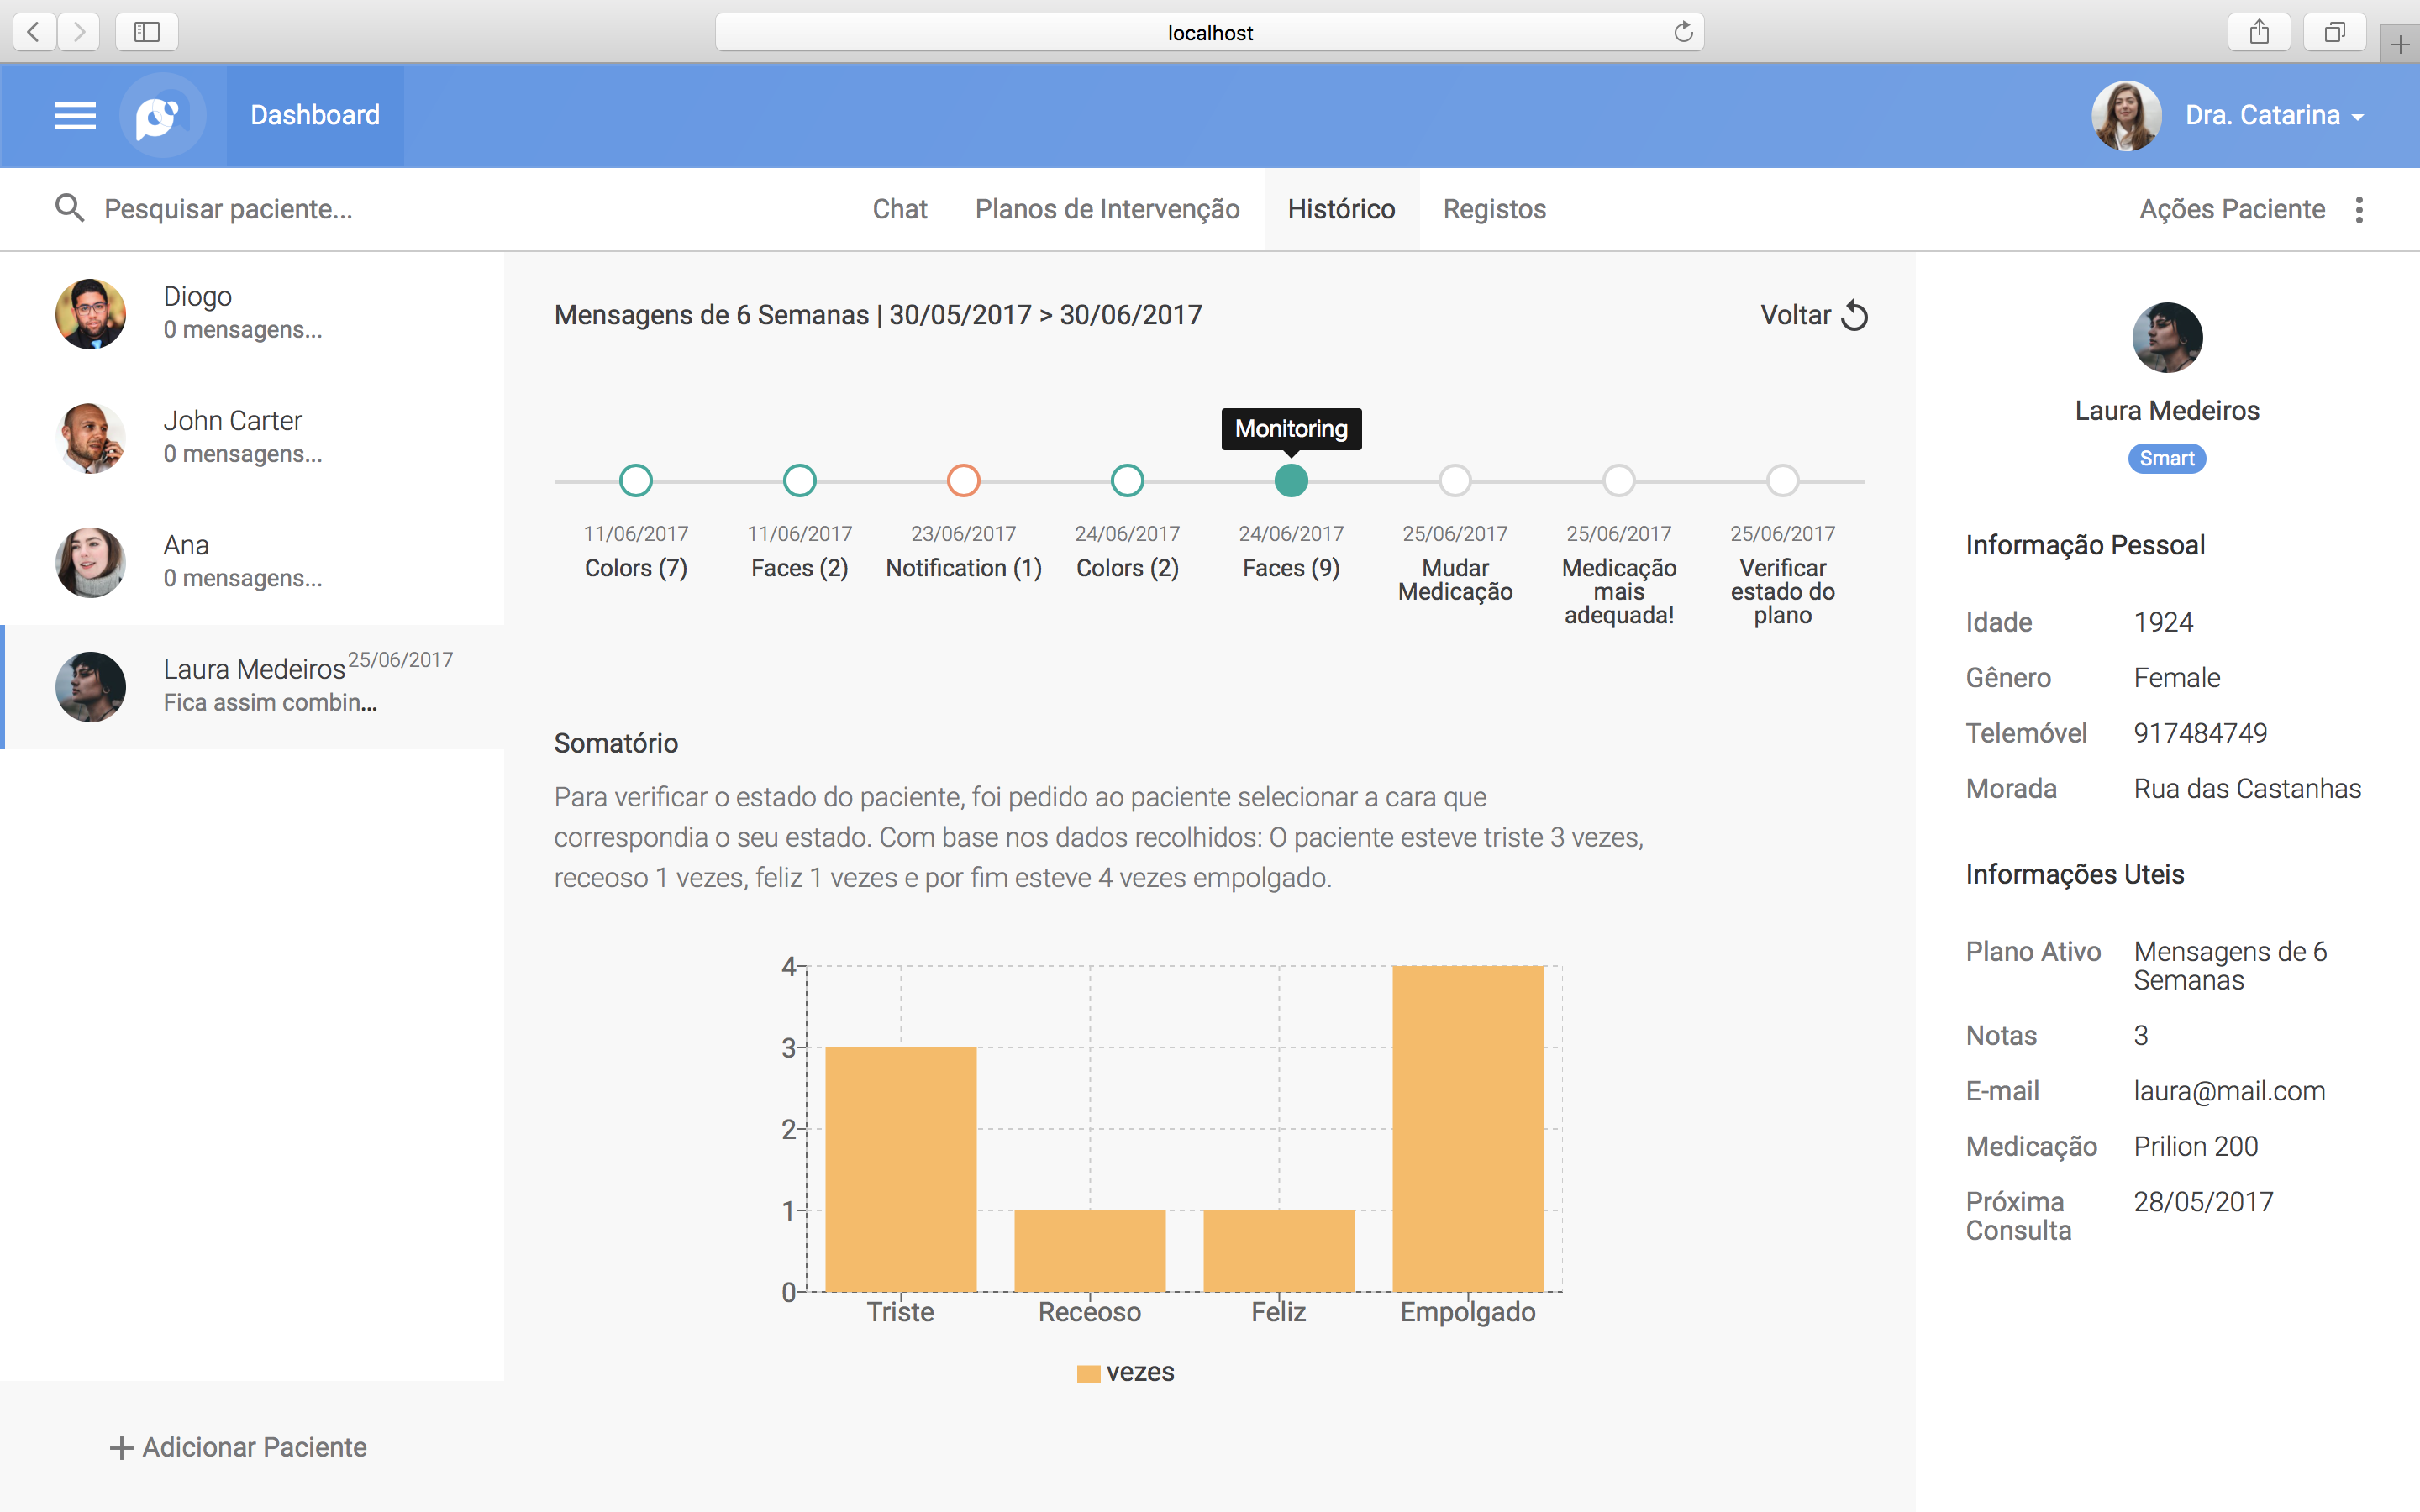 localhost
Dashboard
Dra. Catarina
Pesquisar paciente...
Chat
Planos de Intervenção
Histórico
Registos
Ações Paciente
Diogo
0 mensagens...
John Carter
0 mensagens...
Ana
0 mensagens...
Laura Medeiros
25/06/2017
Fica assim combin...
Adicionar Paciente
Mensagens de 6 Semanas | 30/05/2017 > 30/06/2017
Voltar
Monitoring
11/06/2017
Colors (7)
11/06/2017
Faces (2)
23/06/2017
Notification (1)
24/06/2017
Colors (2)
24/06/2017
Faces (9)
25/06/2017
Mudar
Medicação
25/06/2017
Medicação
mais
adequada!
25/06/2017
Verificar
estado do
plano
Somatório
Para verificar o estado do paciente, foi pedido ao paciente selecionar a cara que
correspondia o seu estado. Com base nos dados recolhidos: O paciente esteve triste 3 vezes,
receoso 1 vezes, feliz 1 vezes e por fim esteve 4 vezes empolgado.
4
3
2
1
0
Triste
Receoso
Feliz
Empolgado
vezes
Laura Medeiros
Smart
Informação Pessoal
Idade 1924
Gênero Female
Telemóvel 917484749
Morada Rua das Castanhas
Informações Uteis
Plano Ativo Mensagens de 6
Semanas
Notas 3
E-mail laura@mail.com
Medicação Prilion 200
Próxima 28/05/2017
Consulta